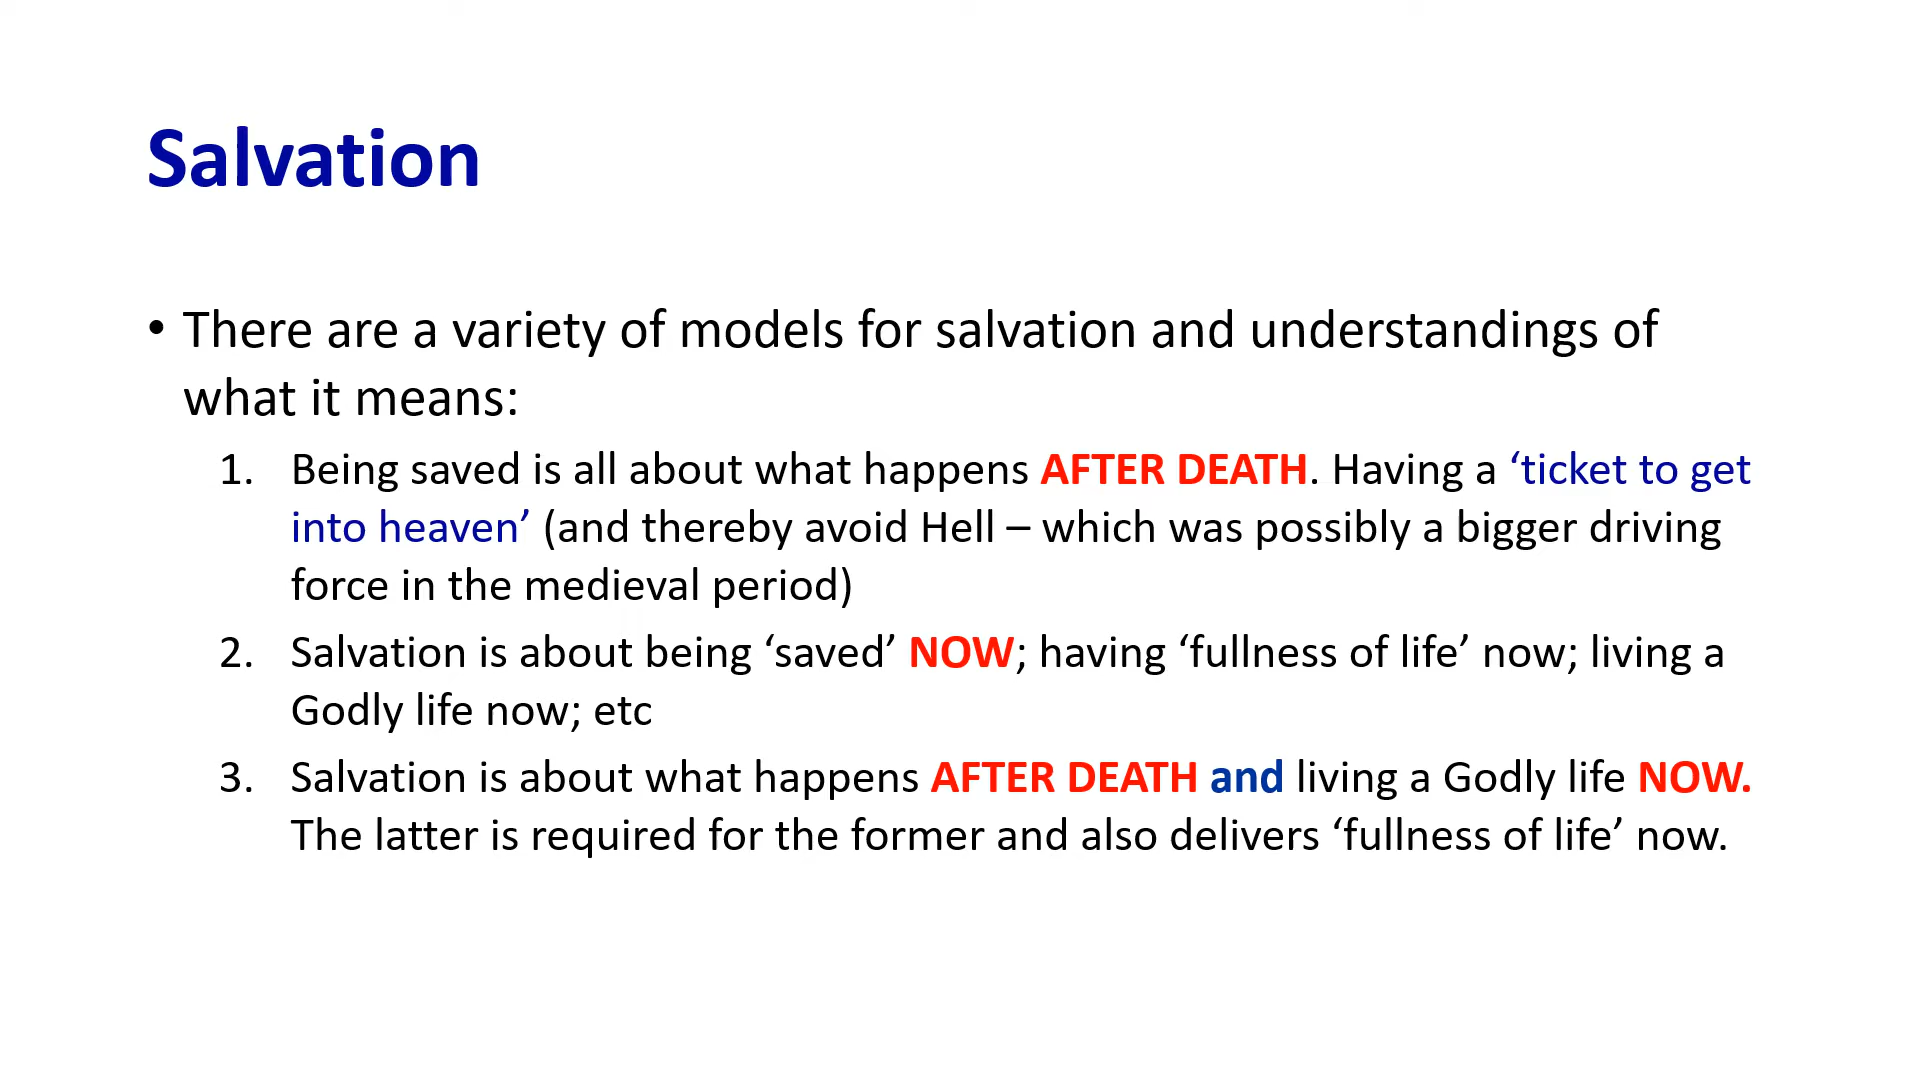 Salvation
• There are a variety of models for salvation and understandings of
what it means:
1. Being saved is all about what happens AFTER DEATH. Having a ‘ticket to get
into heaven’ (and thereby avoid Hell – which was possibly a bigger driving
force in the medieval period)
2. Salvation is about being ‘saved’ NOW; having ‘fullness of life’ now; living a
Godly life now; etc
3. Salvation is about what happens AFTER DEATH and living a Godly life NOW.
The latter is required for the former and also delivers ‘fullness of life’ now.